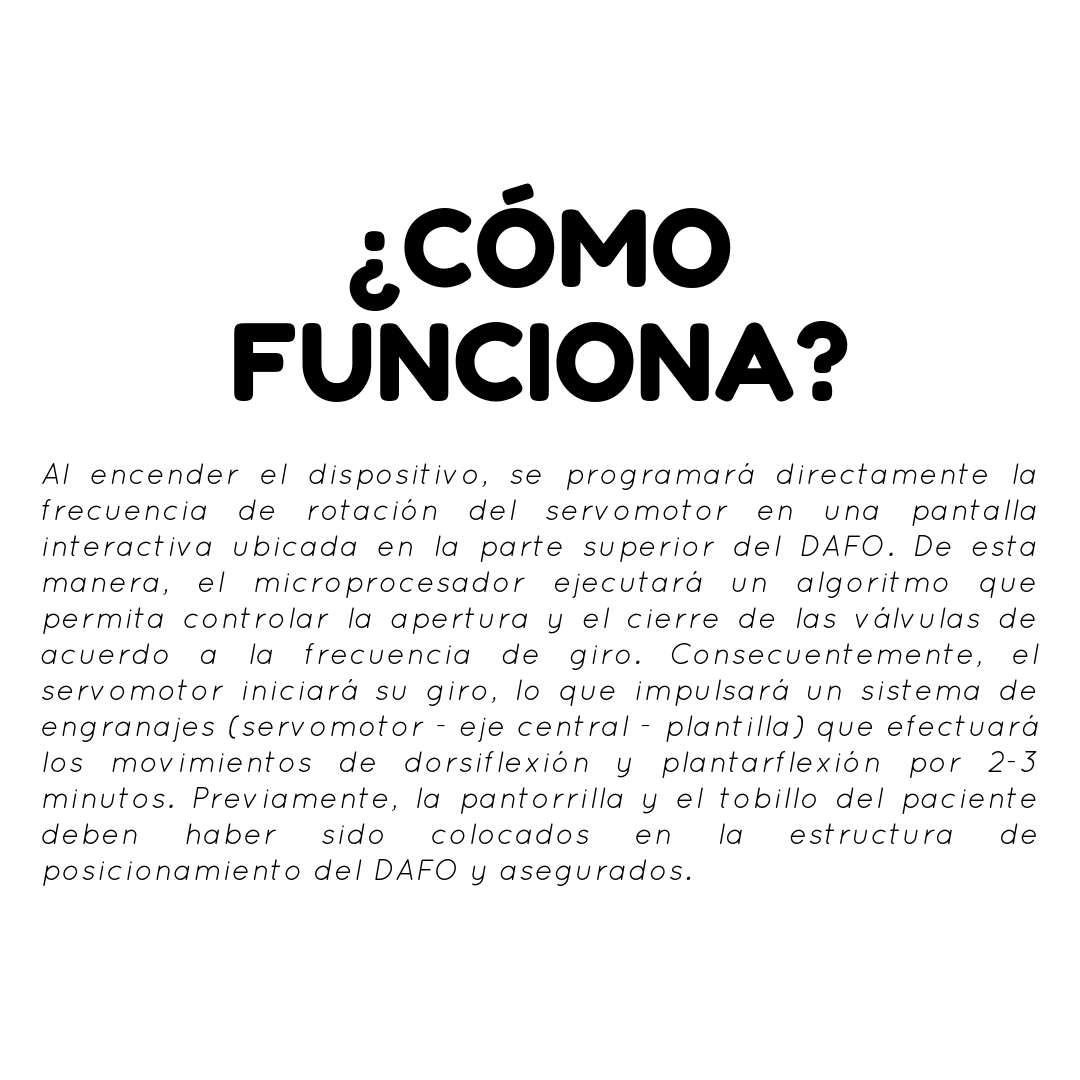 ¿CÓMO
FUNCIONA?
Al encender el dispositivo, se programará directamente la
frecuencia de rotación del servomotor en una pantalla
interactiva ubicada en la parte superior del DAFO. De esta
manera, el microprocesador ejecutará un algoritmo que
permita controlar la apertura y el cierre de las válvulas de
acuerdo a la frecuencia de giro. Consecuentemente, el
servomotor iniciará su giro, lo que impulsará un sistema de
engranajes (servomotor - eje central - plantilla) que efectuará
los movimientos de dorsiflexión y plantarflexión por 2-3
minutos. Previamente, la pantorrilla y el tobillo del paciente
deben haber sido colocados en la estructura de
posicionamiento del DAFO y asegurados.